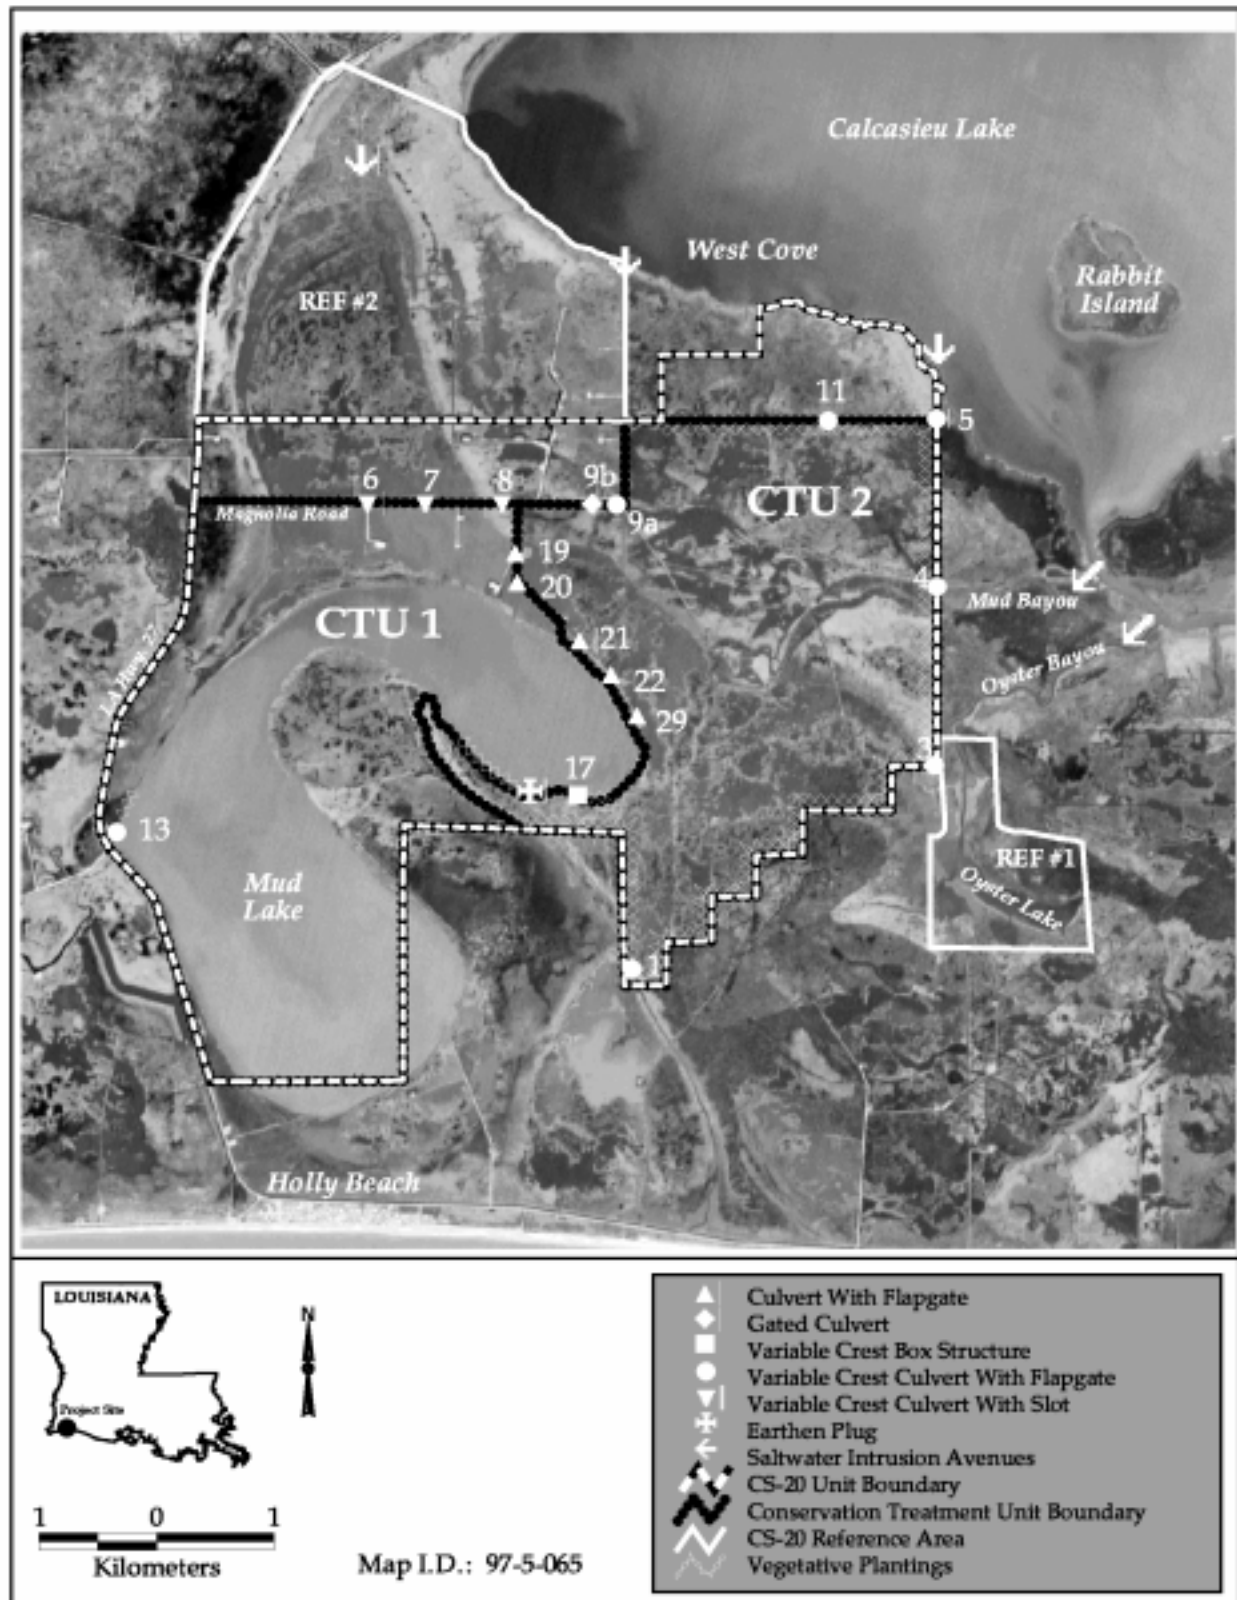 Calcasieu Lake
West Cove
Rabbit
Island
REF #2
11
5
6
7
8
9b
9a
Magnolia Road
CTU 2
19
20
4
Mud Bayou
CTU 1
21
Oyster Bayou
22
LA Hwy. 27
29
3
17
13
REF #1
Mud
Lake
Oyster Lake
1
Holly Beach
LOUISIANA
Project Site
N
1 0 1
Kilometers
Map I.D.: 97-5-065
Culvert With Flapgate
Gated Culvert
Variable Crest Box Structure
Variable Crest Culvert With Flapgate
Variable Crest Culvert With Slot
Earthen Plug
Saltwater Intrusion Avenues
CS-20 Unit Boundary
Conservation Treatment Unit Boundary
CS-20 Reference Area
Vegetative Plantings